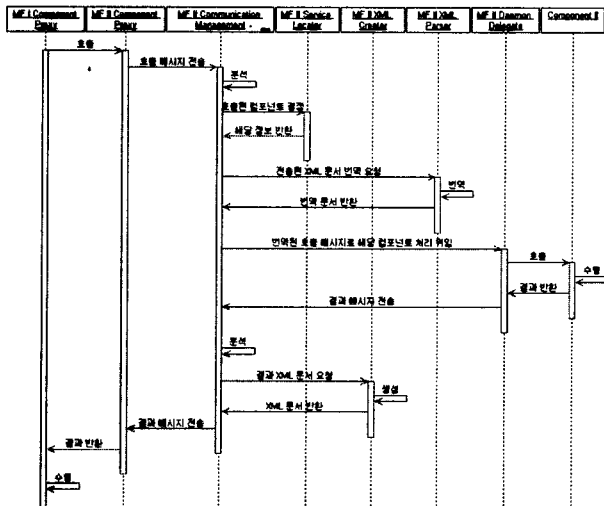 MF I Component
Proxy
MF II Component
Proxy
MF II Communication
Management
MF II Service
Locator
MF II XML
Creator
MF II XML
Parser
MF II Daemon
Delegate
Component II
호출
호출 메시지 전송
분석
호출된 컴포넌트 결정
해당 정보 반환
전송된 XML 문서 번역 요청
번역
번역 문서 반환
번역된 호출 메시지로 해당 컴포넌트 처리 위임
호출
수행
결과 반환
결과 메시지 전송
분석
결과 XML 문서 요청
생성
XML 문서 반환
결과 메시지 전송
결과 반환
수행